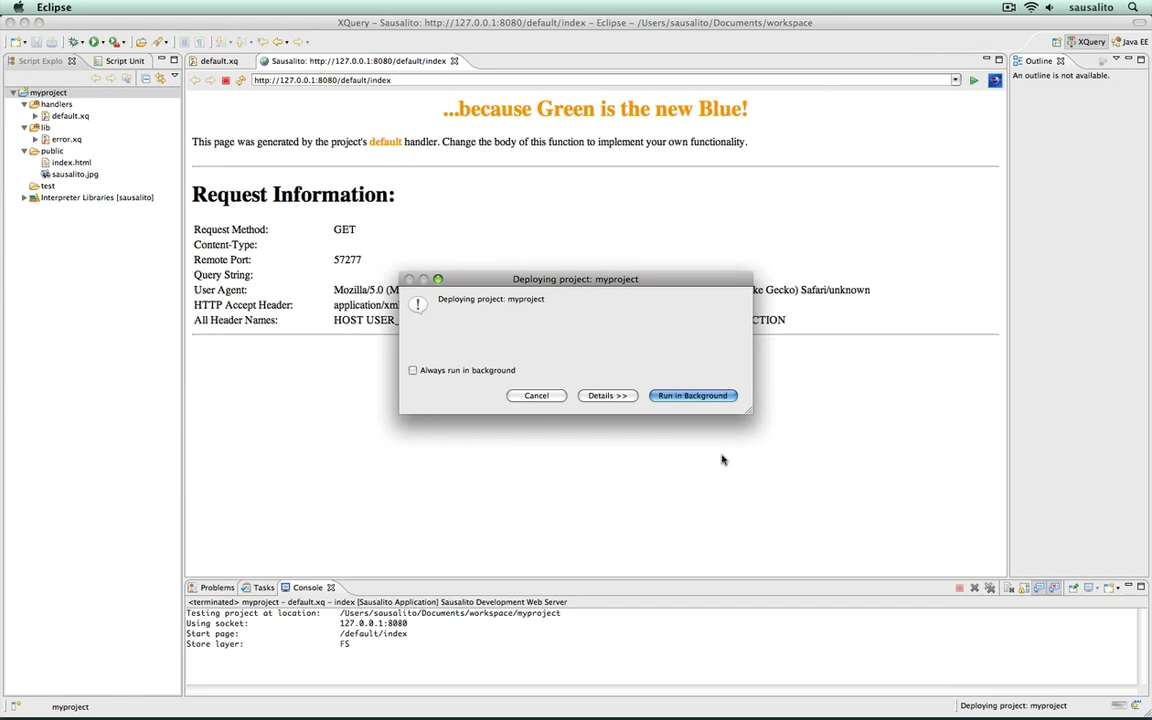 Eclipse
sausalito
XQuery - Sausalito: http://127.0.0.1:8080/default/index - Eclipse - /Users/sausalito/Documents/workspace
XQuery
Java EE
Script Explo
Script Unit
default.xq
Sausalito: http://127.0.0.1:8080/default/index
Outline
http://127.0.0.1:8080/default/index
An outline is not available.
myproject
handlers
default.xq
lib
error.xq
public
index.html
sausalito.jpg
test
Interpreter Libraries [sausalito]
...because Green is the new Blue!
This page was generated by the project's default handler. Change the body of this function to implement your own functionality.
Request Information:
Request Method: GET
Content-Type:
Remote Port: 57277
Query String:
User Agent: Mozilla/5.0 (M ke Gecko) Safari/unknown
HTTP Accept Header: application/xm
All Header Names: HOST USER_ CTION
Deploying project: myproject
Deploying project: myproject
Always run in background
Cancel
Details >>
Run in Background
Problems
Tasks
Console
<terminated> myproject - default.xq - index [Sausalito Application] Sausalito Development Web Server
Testing project at location: /Users/sausalito/Documents/workspace/myproject
Using socket: 127.0.0.1:8080
Start page: /default/index
Store layer: FS
myproject
Deploying project: myproject